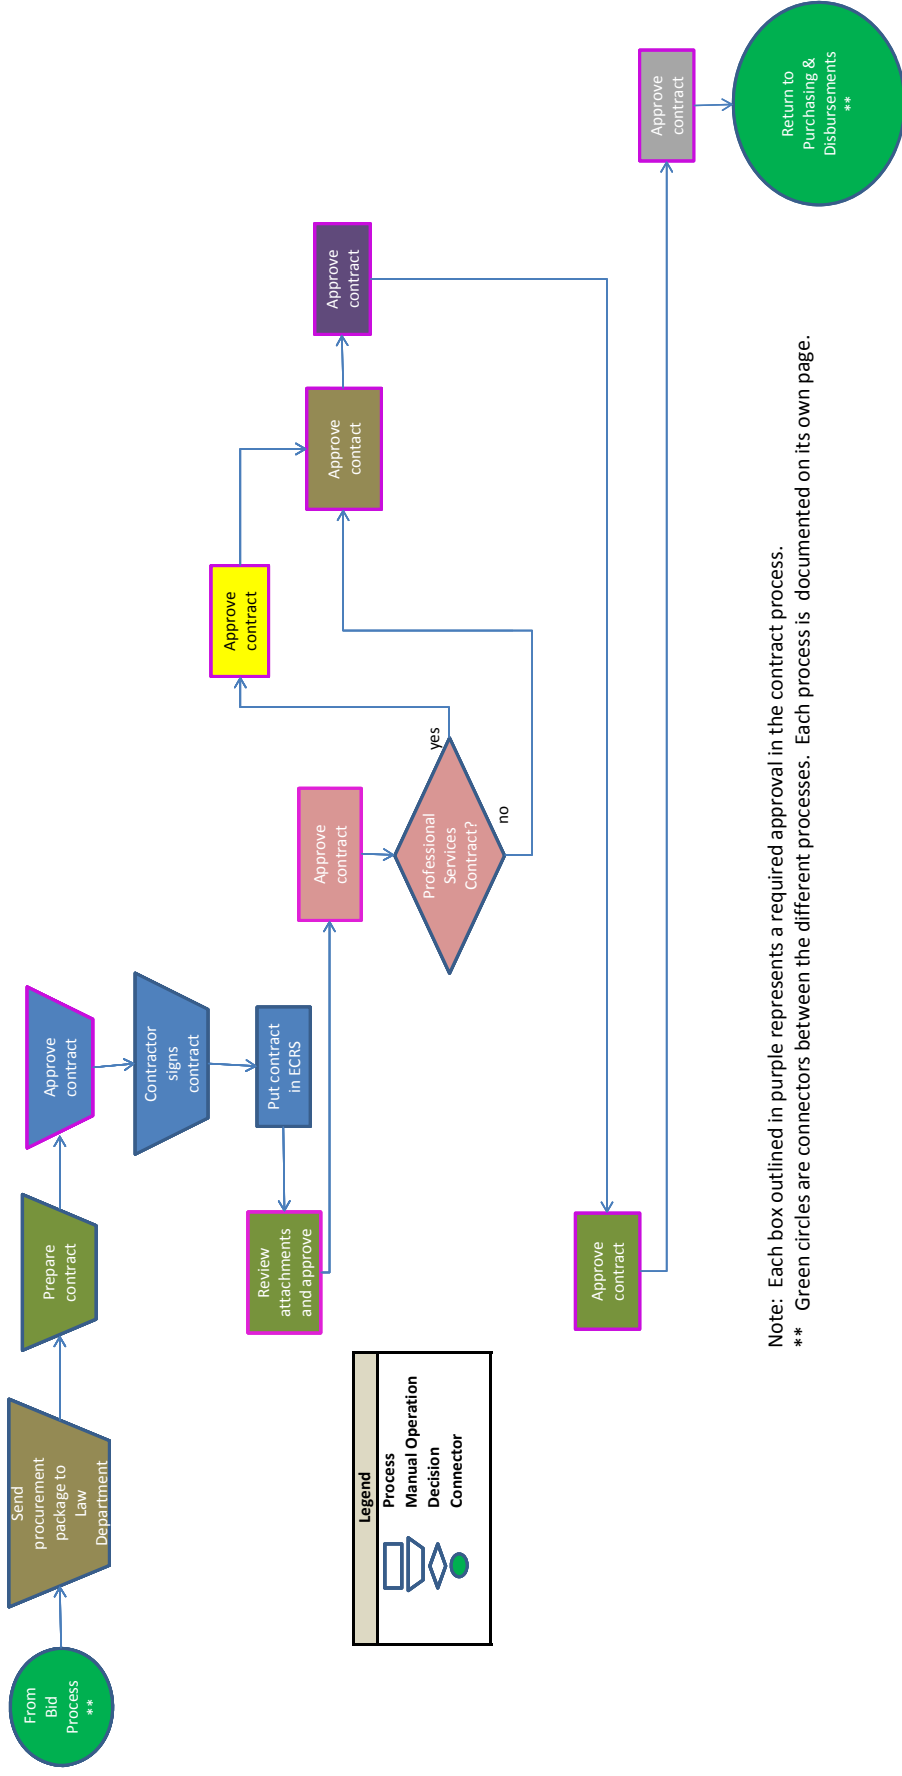 From
Bid
Process
**
Send
procurement
package to
Law
Department
Prepare
contract
Approve
contract
Contractor
signs
contract
Put contract
in ECRS
Review
attachments
and approve
Approve
contract
Professional
Services
Contract?
yes
no
Approve
contract
Approve
contact
Approve
contract
Approve
contract
Approve
contract
Return to
Purchasing &
Disbursements
**
Legend
Process
Manual Operation
Decision
Connector
Note: Each box outlined in purple represents a required approval in the contract process.
** Green circles are connectors between the different processes. Each process is documented on its own page.